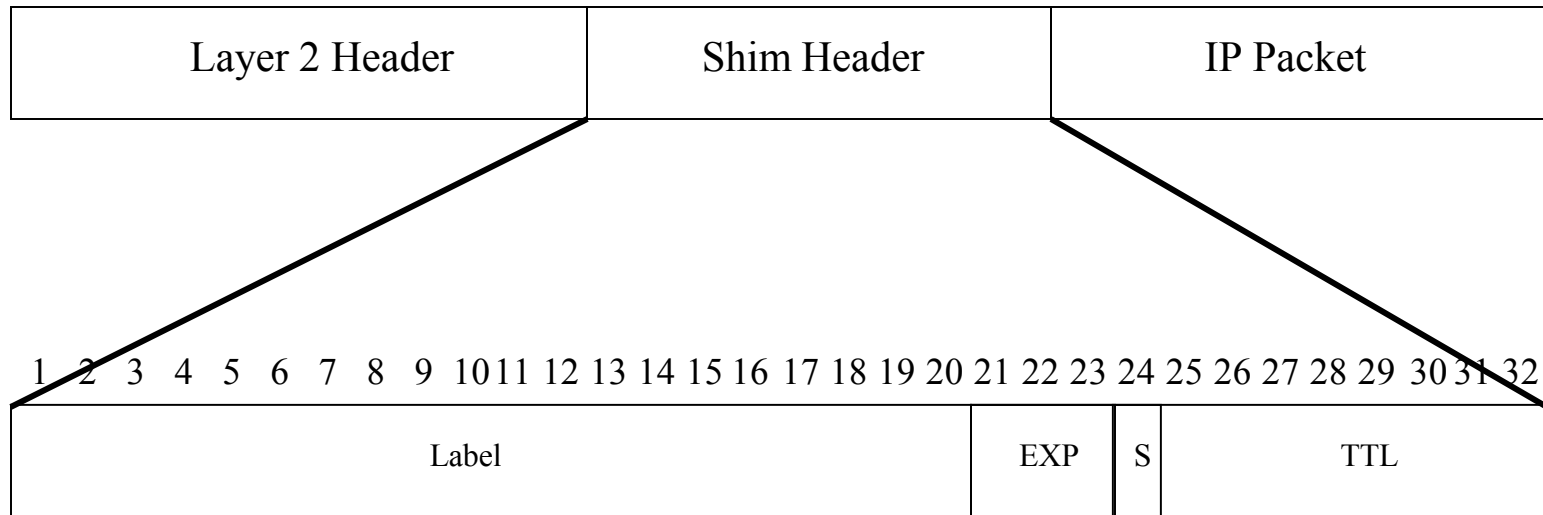 Layer 2 Header Shim Header IP Packet
1 2 3 4 5 6 7 8 9 10 11 12 13 14 15 16 17 18 19 20 21 22 23 24 25 26 27 28 29 30 31 32
Label EXP S TTL